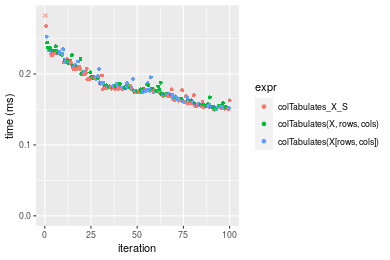 time (ms)
0.2
0.1
0.0
0
25
50
75
100
iteration
expr
colTabulates_X_S
colTabulates(X, rows, cols)
colTabulates(X[rows, cols])